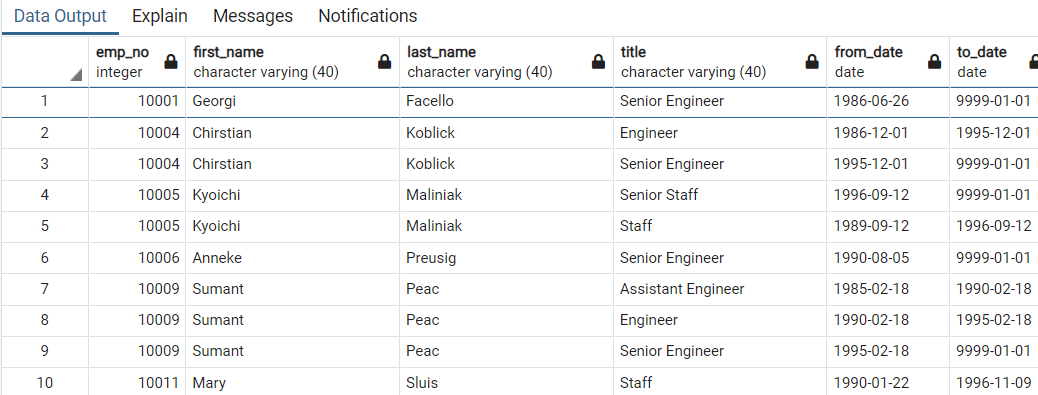 Data Output Explain Messages Notifications
emp_no first_name last_name title from_date to_date
integer character varying (40) character varying (40) character varying (40) date date
1 10001 Georgi Facello Senior Engineer 1986-06-26 9999-01-01
2 10004 Chirstian Koblick Engineer 1986-12-01 1995-12-01
3 10004 Chirstian Koblick Senior Engineer 1995-12-01 9999-01-01
4 10005 Kyoichi Maliniak Senior Staff 1996-09-12 9999-01-01
5 10005 Kyoichi Maliniak Staff 1989-09-12 1996-09-12
6 10006 Anneke Preusig Senior Engineer 1990-08-05 9999-01-01
7 10009 Sumant Peac Assistant Engineer 1985-02-18 1990-02-18
8 10009 Sumant Peac Engineer 1990-02-18 1995-02-18
9 10009 Sumant Peac Senior Engineer 1995-02-18 9999-01-01
10 10011 Mary Sluis Staff 1990-01-22 1996-11-09